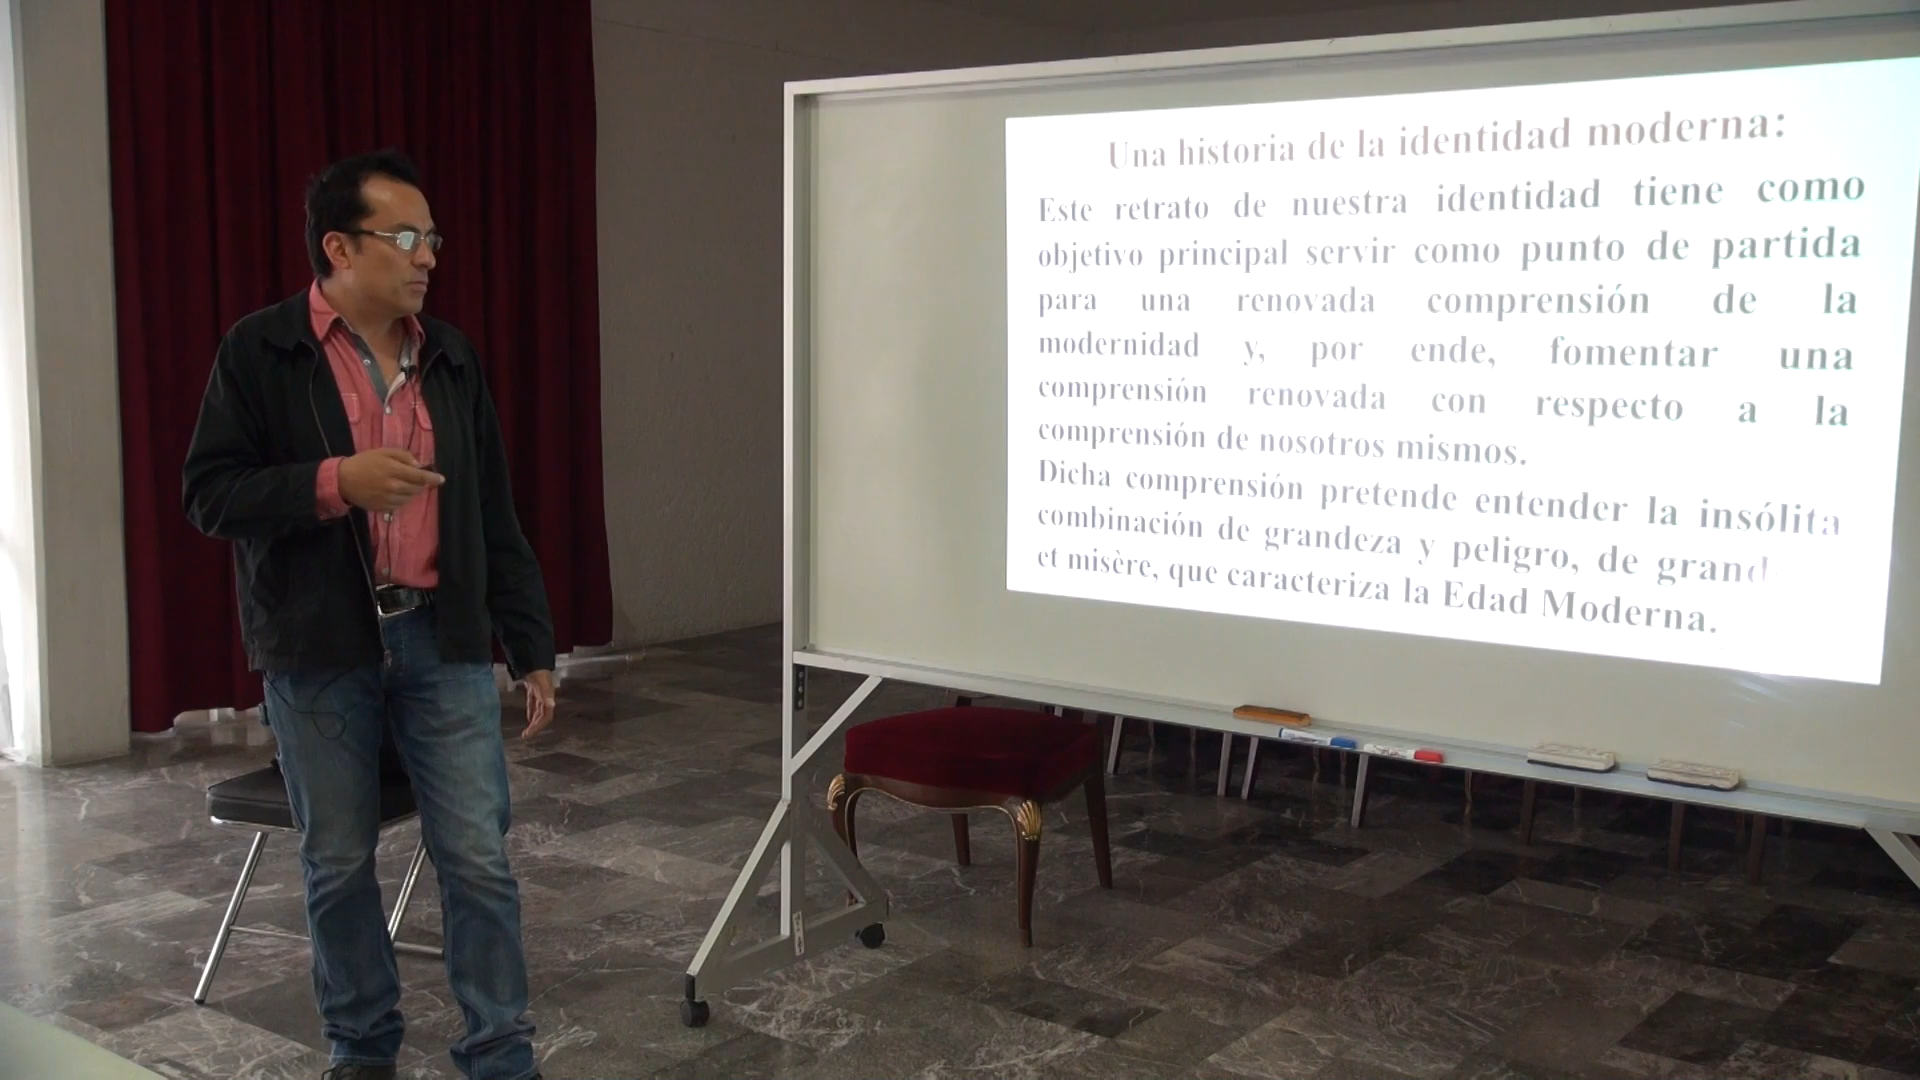 Una historia de la identidad moderna:
Este retrato de nuestra identidad tiene como
objetivo principal servir como punto de partida
para una renovada comprensión de la
modernidad y, por ende, fomentar una
comprensión renovada con respecto a la
comprensión de nosotros mismos.
Dicha comprensión pretende entender la insólita
combinación de grandeza y peligro, de
et misère, que caracteriza la Edad Moderna.